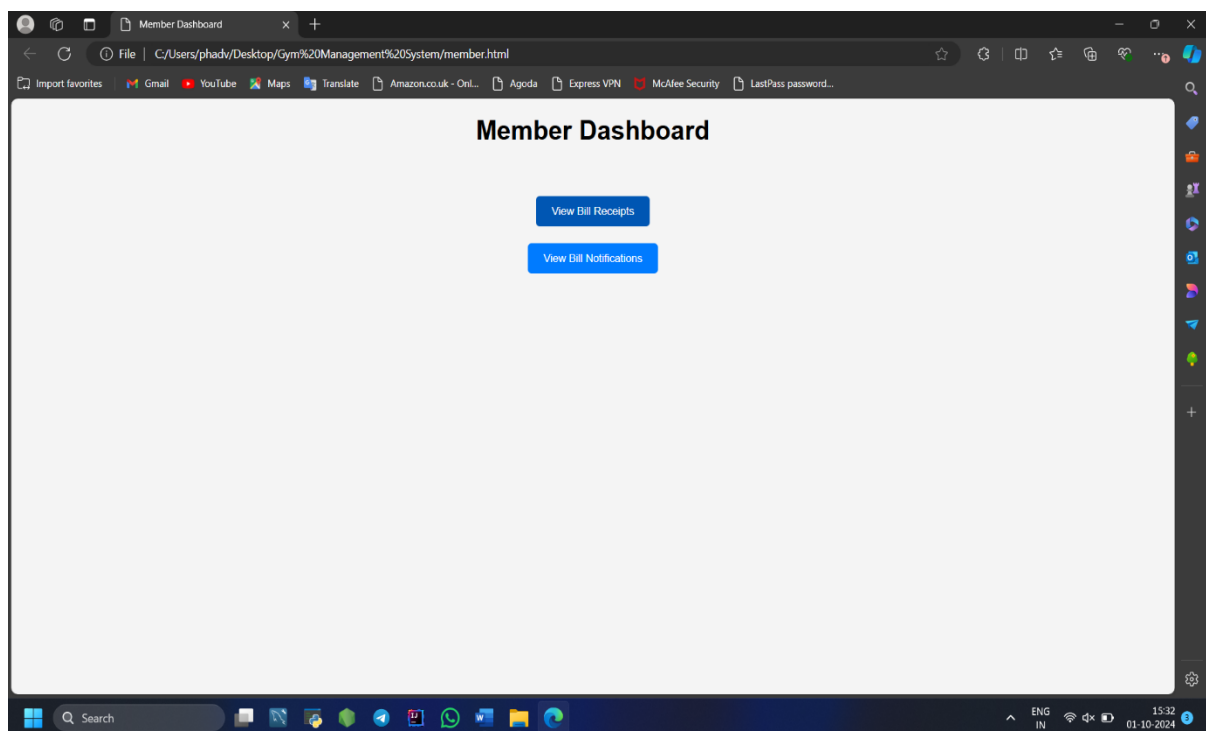 Member Dashboard
File | C:/Users/phadv/Desktop/Gym%20Management%20System/member.html
Import favorites Gmail YouTube Maps Translate Amazon.co.uk - Onl... Agoda Express VPN McAfee Security LastPass password...
Member Dashboard
View Bill Receipts
View Bill Notifications
Search
ENG
IN
15:32
01-10-2024
3